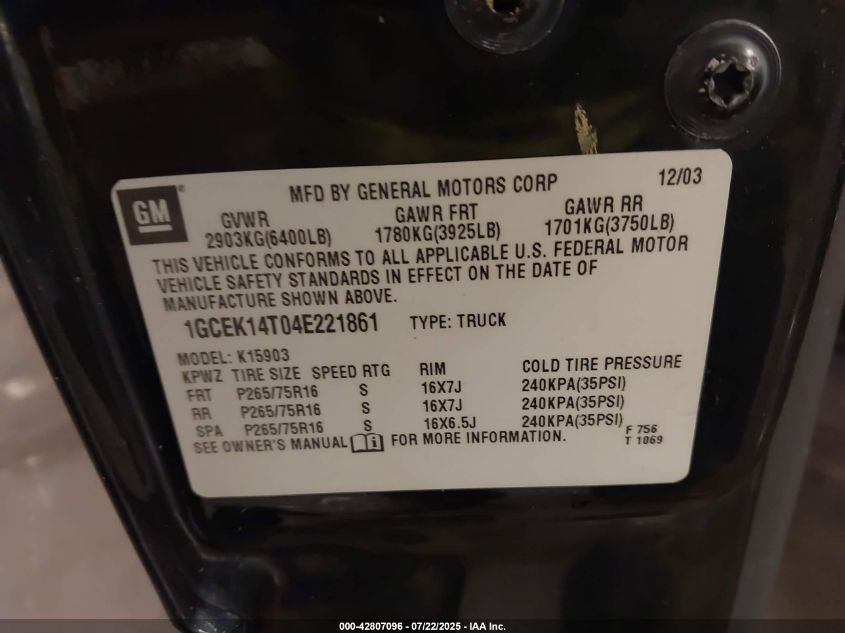 GM®
MFD BY GENERAL MOTORS CORP 12/03
GVWR GAWR FRT GAWR RR
2903KG(6400LB) 1780KG(3925LB) 1701KG(3750LB)
THIS VEHICLE CONFORMS TO ALL APPLICABLE U.S. FEDERAL MOTOR
VEHICLE SAFETY STANDARDS IN EFFECT ON THE DATE OF
MANUFACTURE SHOWN ABOVE.
1GCEK14T04E221861 TYPE: TRUCK
MODEL: K15903
KPWZ TIRE SIZE SPEED RTG RIM COLD TIRE PRESSURE
FRT P265/75R16 S 16X7J 240KPA(35PSI)
RR P265/75R16 S 16X7J 240KPA(35PSI)
SPA P265/75R16 S 16X6.5J 240KPA(35PSI)
SEE OWNER'S MANUAL FOR MORE INFORMATION.
F 756
T 1069
000-42807096 - 07/22/2025 - IAA Inc.